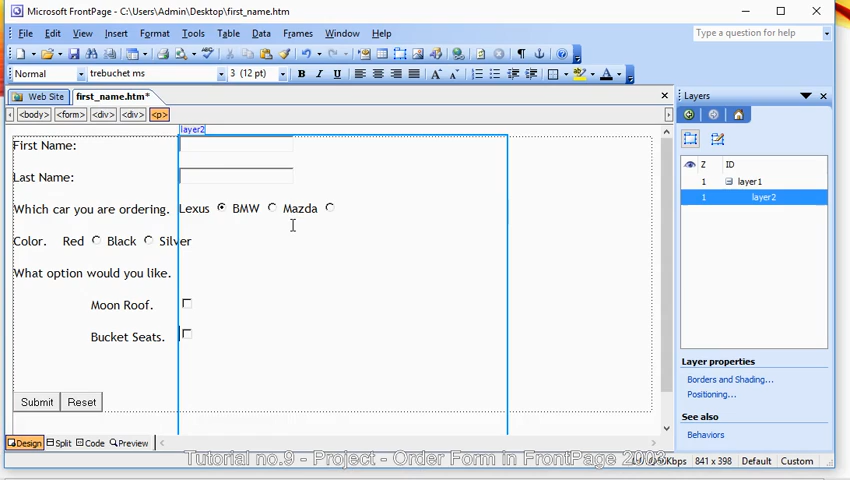 Microsoft FrontPage - C:\Users\Admin\Desktop\first_name.htm
File Edit View Insert Format Tools Table Data Frames Window Help
Type a question for help
Normal trebuchet ms 3 (12 pt) B I U A A A
Web Site first_name.htm*
<body> <form> <div> <div> <p>
layer2
First Name:
Last Name:
Which car you are ordering. Lexus BMW Mazda
Color. Red Black Silver
What option would you like.
Moon Roof.
Bucket Seats.
Submit Reset
Design Split Code Preview
Layers
Z ID
1 layer1
1 layer2
Layer properties
Borders and Shading...
Positioning...
See also
Behaviors
Kbps 841 x 398 Default Custom
Tutorial no.9 - Project - Order Form in FrontPage 2003